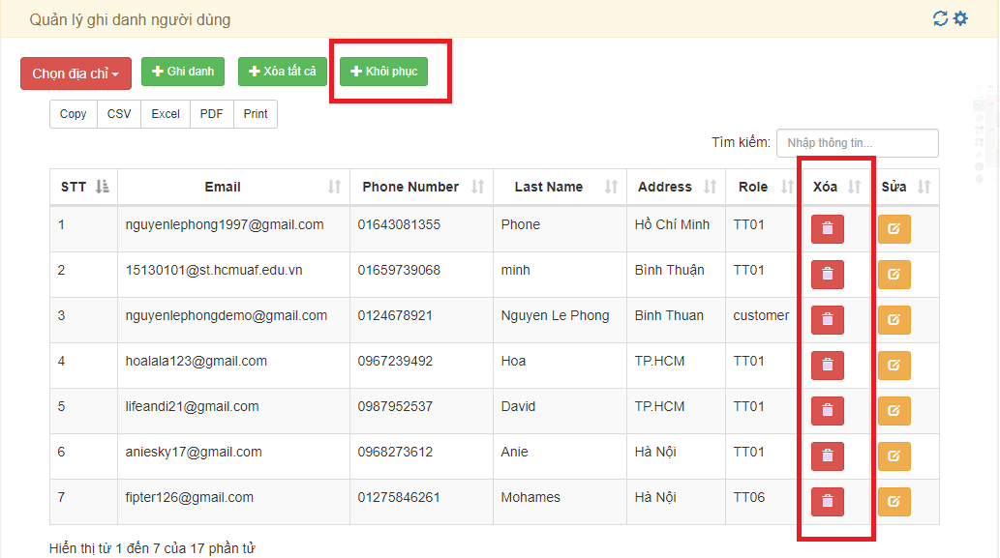 Quản lý ghi danh người dùng
Chọn địa chỉ Ghi danh Xóa tất cả Khôi phục
Copy CSV Excel PDF Print
Tìm kiếm: Nhập thông tin...
STT Email Phone Number Last Name Address Role Xóa Sửa
1 nguyenlephong1997@gmail.com 01643081355 Phone Hồ Chí Minh TT01
2 15130101@st.hcmuaf.edu.vn 01659739068 minh Bình Thuận TT01
3 nguyenlephongdemo@gmail.com 0124678921 Nguyen Le Phong Binh Thuan customer
4 hoalala123@gmail.com 0967239492 Hoa TP.HCM TT01
5 lifeandi21@gmail.com 0987952537 David TP.HCM TT01
6 aniesky17@gmail.com 0968273612 Anie Hà Nội TT01
7 fipter126@gmail.com 01275846261 Mohames Hà Nội TT06
Hiển thị từ 1 đến 7 của 17 phần tử